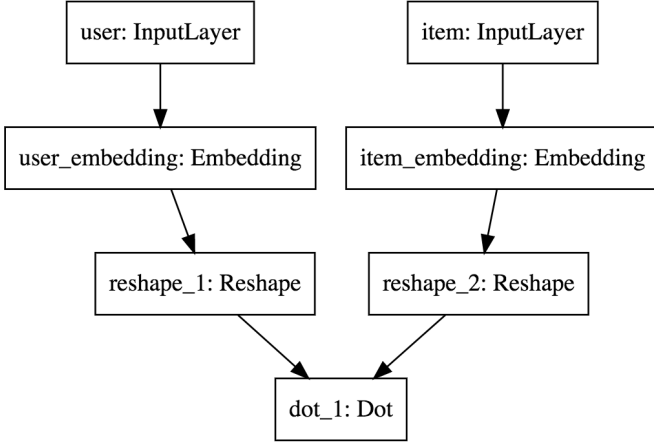 user: InputLayer
item: InputLayer
user_embedding: Embedding
item_embedding: Embedding
reshape_1: Reshape
reshape_2: Reshape
dot_1: Dot